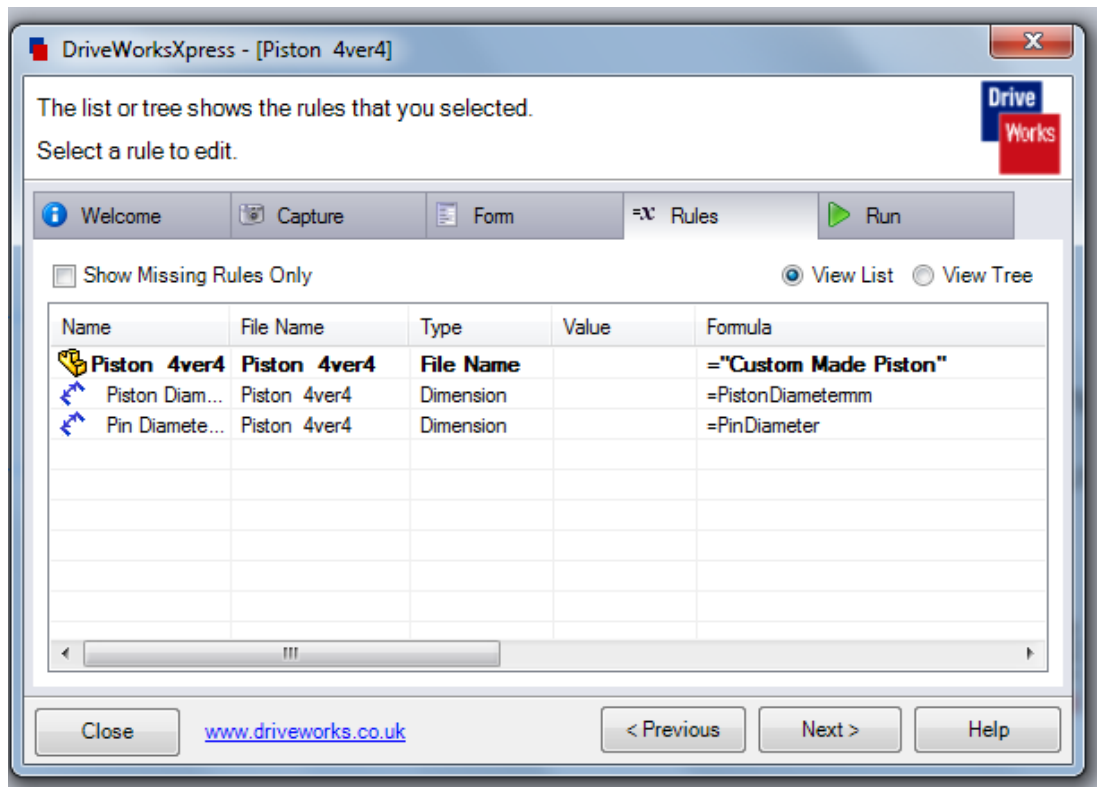 DriveWorksXpress - [Piston 4ver4]
The list or tree shows the rules that you selected.
Select a rule to edit.
Drive
Works
Welcome Capture Form =x Rules Run
Show Missing Rules Only View List View Tree
Name File Name Type Value Formula
Piston 4ver4 Piston 4ver4 File Name ="Custom Made Piston"
Piston Diam... Piston 4ver4 Dimension =PistonDiametermm
Pin Diamete... Piston 4ver4 Dimension =PinDiameter
Close www.driveworks.co.uk < Previous Next > Help